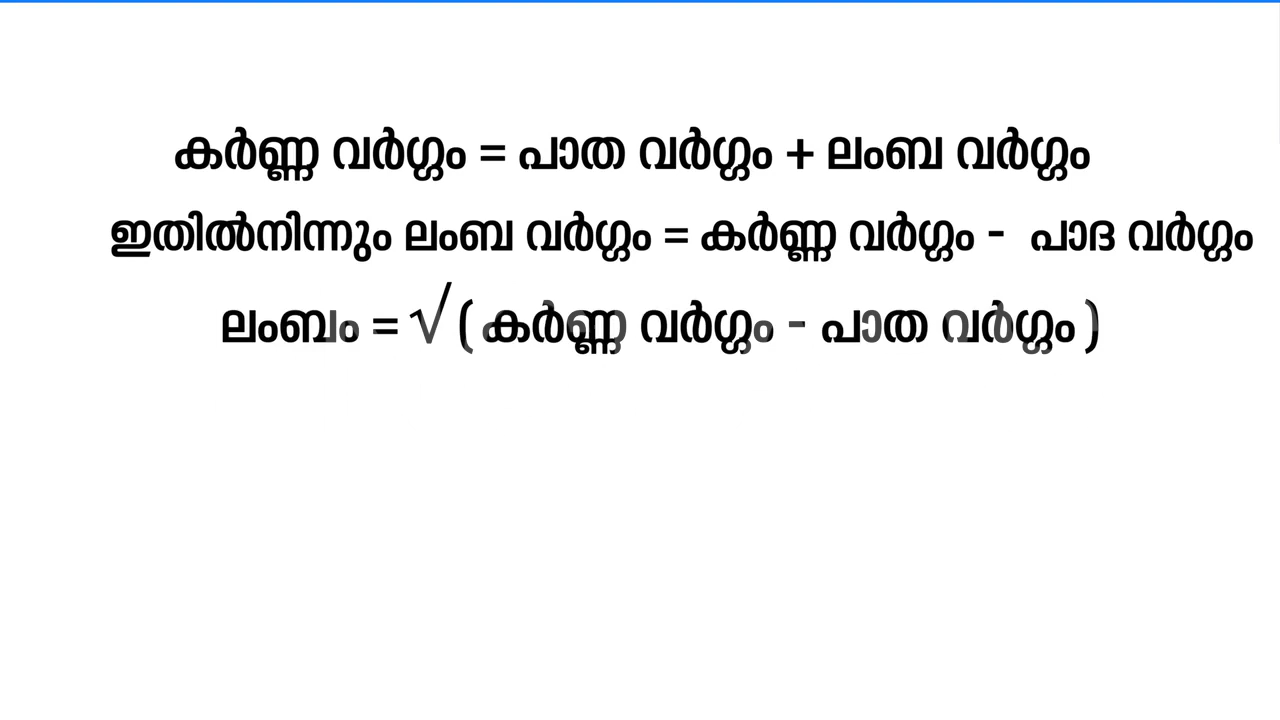 കർണ്ണ വർഗ്ഗം = പാത വർഗ്ഗം + ലംബ വർഗ്ഗം
ഇതിൽനിന്നും ലംബ വർഗ്ഗം = കർണ്ണ വർഗ്ഗം - പാദ വർഗ്ഗം
ലംബം = √ ( കർണ്ണ വർഗ്ഗം - പാത വർഗ്ഗം )